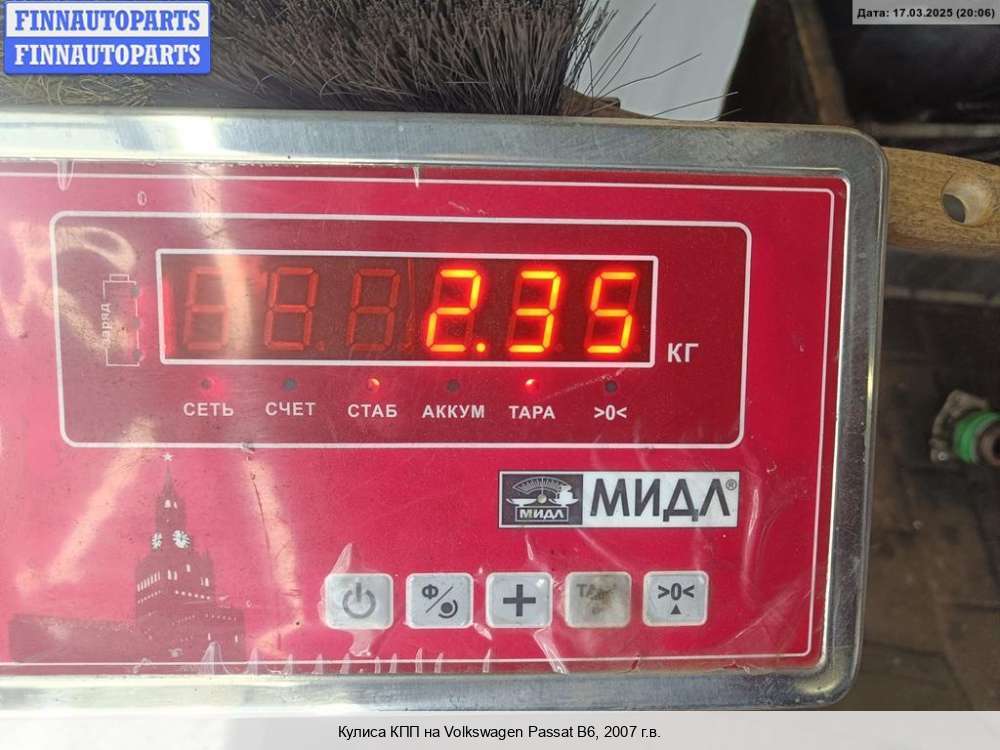 FINNAUTOPARTS
FINNAUTOPARTS
Дата: 17.03.2025 (20:06)
2.35
КГ
СЕТЬ СЧЕТ СТАБ АККУМ ТАРА >0<
МИДЛ МИДЛ®
Ф + >0<
Кулиса КПП на Volkswagen Passat B6, 2007 г.в.